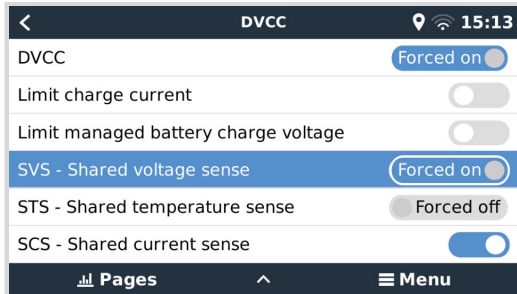 DVCC 15:13
DVCC Forced on
Limit charge current
Limit managed battery charge voltage
SVS - Shared voltage sense Forced on
STS - Shared temperature sense Forced off
SCS - Shared current sense
Pages Menu